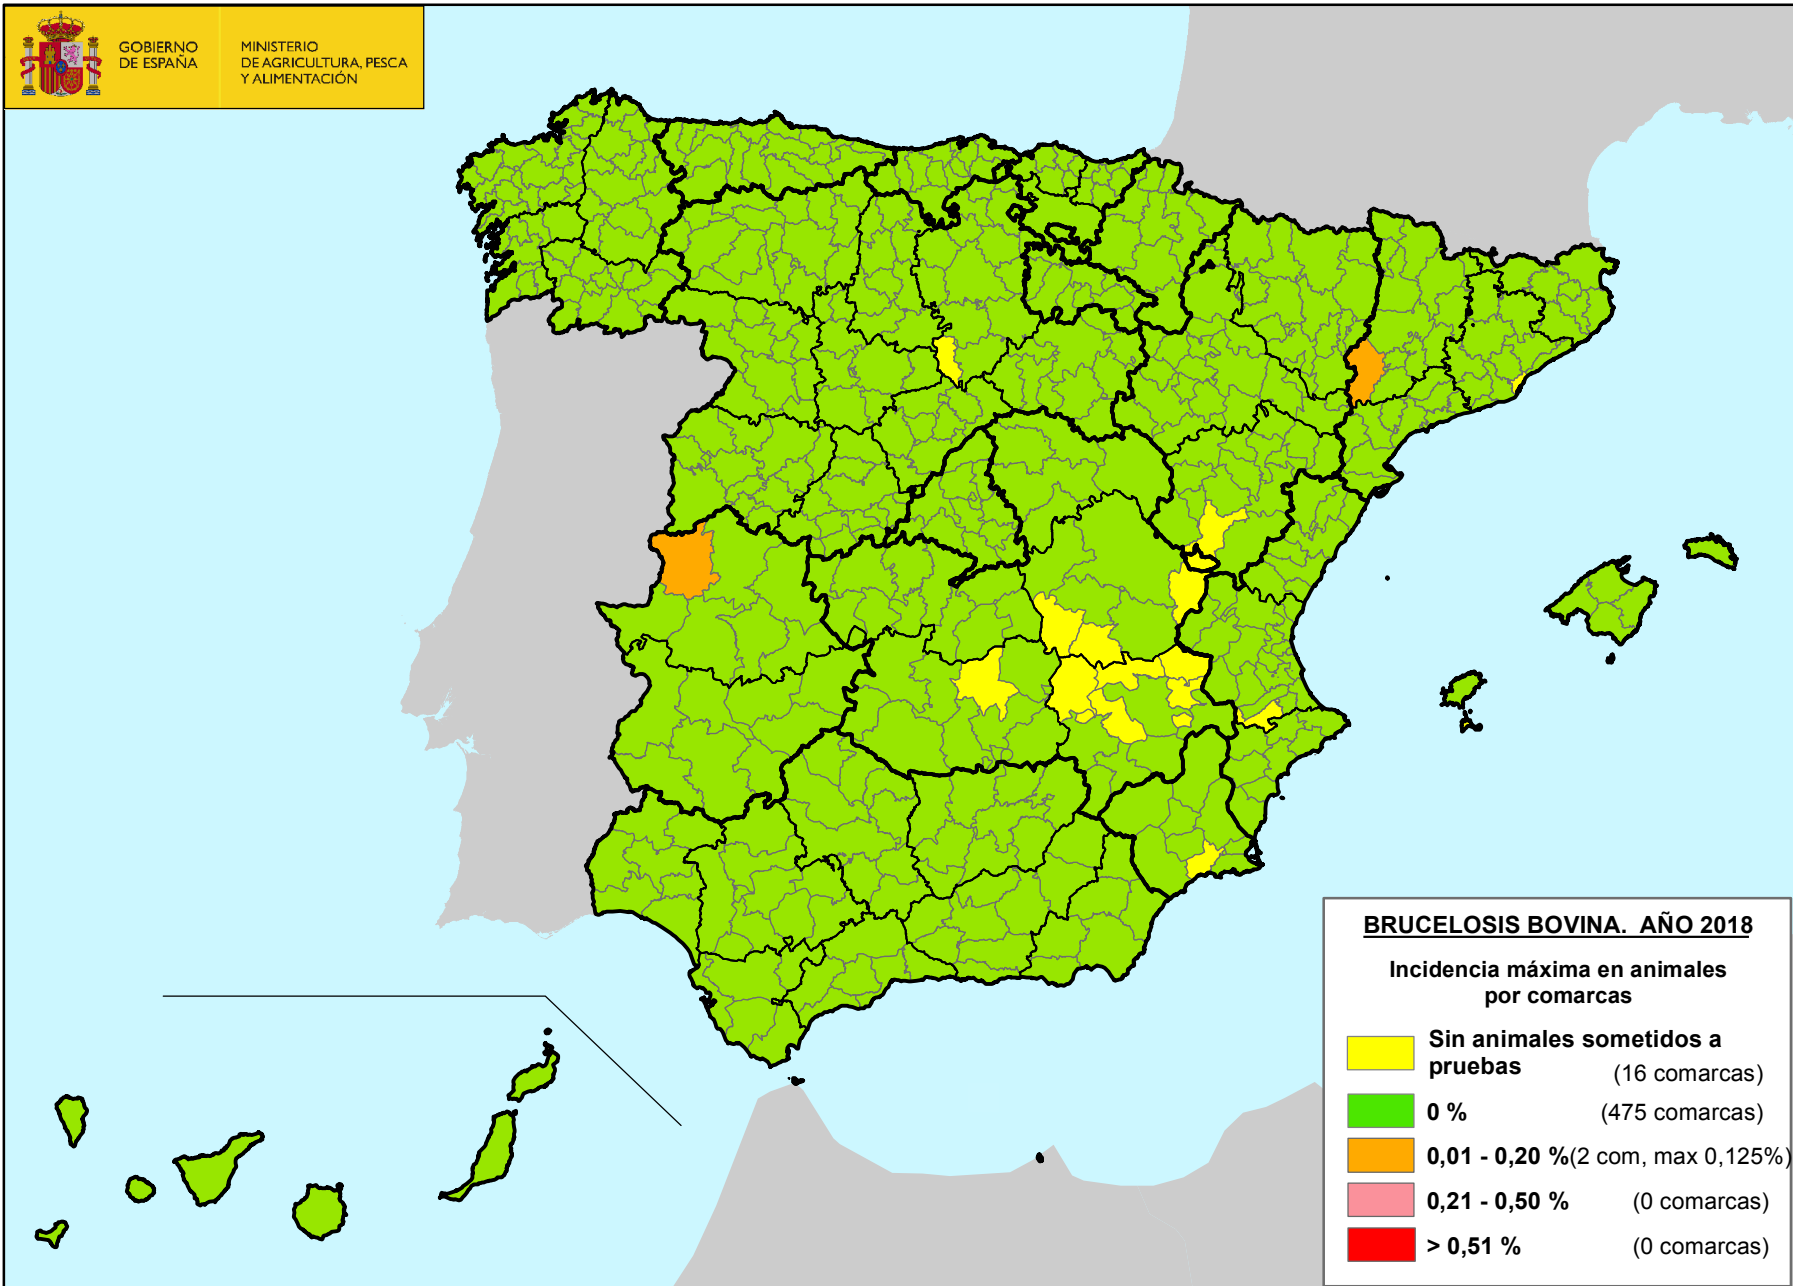 GOBIERNO
DE ESPAÑA
MINISTERIO
DE AGRICULTURA, PESCA
Y ALIMENTACIÓN
BRUCELOSIS BOVINA. AÑO 2018
Incidencia máxima en animales
por comarcas
Sin animales sometidos a
pruebas (16 comarcas)
0 % (475 comarcas)
0,01 - 0,20 % (2 com, max 0,125%)
0,21 - 0,50 % (0 comarcas)
> 0,51 % (0 comarcas)